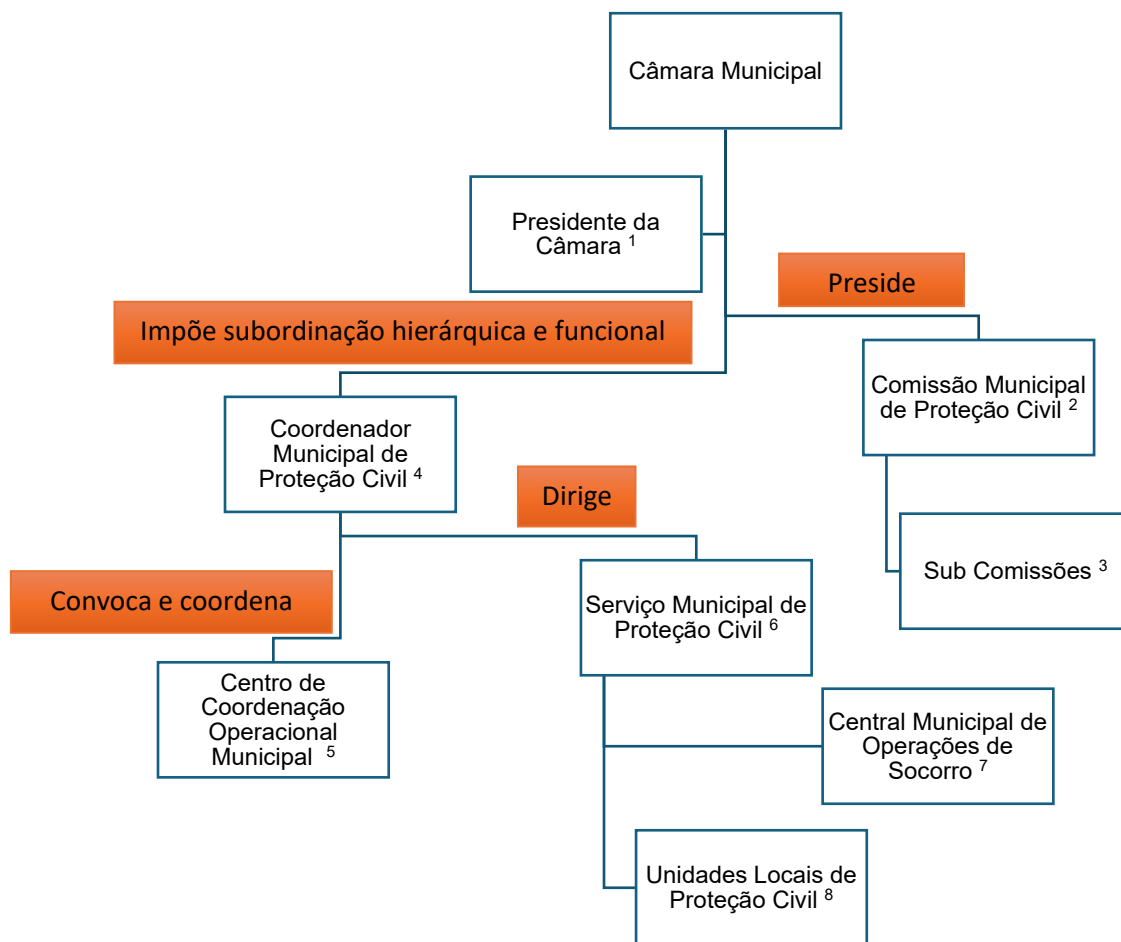 Câmara Municipal
Presidente da
Câmara ¹
Preside
Impõe subordinação hierárquica e funcional
Comissão Municipal
de Proteção Civil ²
Coordenador
Municipal de
Proteção Civil ⁴
Dirige
Sub Comissões ³
Convoca e coordena
Serviço Municipal de
Proteção Civil ⁶
Centro de
Coordenação
Operacional
Municipal ⁵
Central Municipal de
Operações de
Socorro ⁷
Unidades Locais de
Proteção Civil ⁸